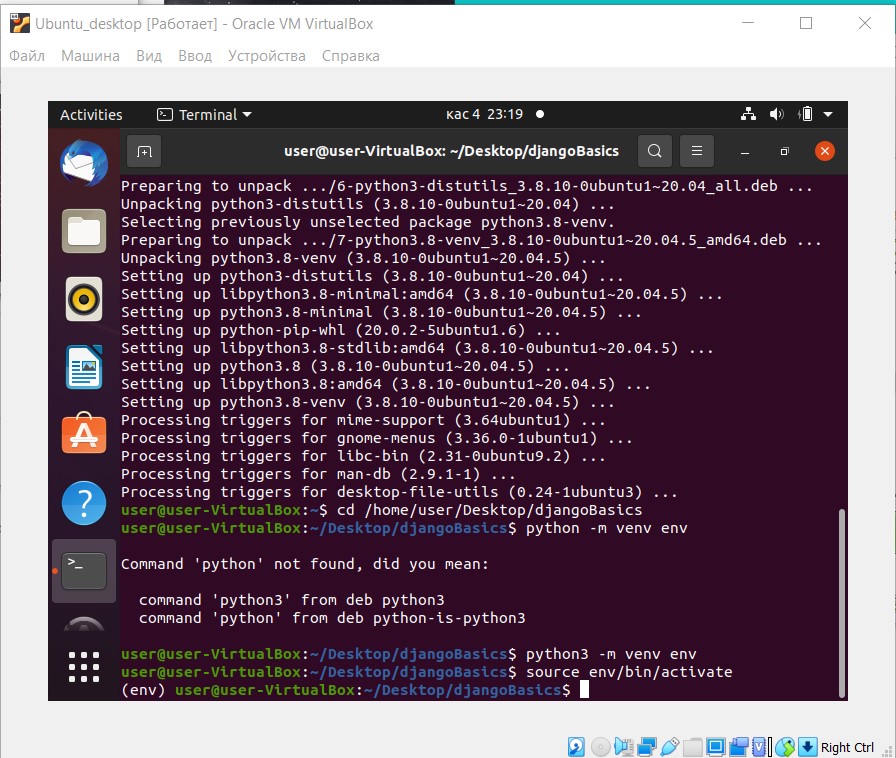 Ubuntu_desktop [Работает] - Oracle VM VirtualBox
Файл Машина Вид Ввод Устройства Справка
Activities Terminal кас 4 23:19
user@user-VirtualBox: ~/Desktop/djangoBasics
Preparing to unpack .../6-python3-distutils_3.8.10-0ubuntu1~20.04_all.deb ...
Unpacking python3-distutils (3.8.10-0ubuntu1~20.04) ...
Selecting previously unselected package python3.8-venv.
Preparing to unpack .../7-python3.8-venv_3.8.10-0ubuntu1~20.04.5_amd64.deb ...
Unpacking python3.8-venv (3.8.10-0ubuntu1~20.04.5) ...
Setting up python3-distutils (3.8.10-0ubuntu1~20.04) ...
Setting up libpython3.8-minimal:amd64 (3.8.10-0ubuntu1~20.04.5) ...
Setting up python3.8-minimal (3.8.10-0ubuntu1~20.04.5) ...
Setting up python-pip-whl (20.0.2-5ubuntu1.6) ...
Setting up libpython3.8-stdlib:amd64 (3.8.10-0ubuntu1~20.04.5) ...
Setting up python3.8 (3.8.10-0ubuntu1~20.04.5) ...
Setting up libpython3.8:amd64 (3.8.10-0ubuntu1~20.04.5) ...
Setting up python3.8-venv (3.8.10-0ubuntu1~20.04.5) ...
Processing triggers for mime-support (3.64ubuntu1) ...
Processing triggers for gnome-menus (3.36.0-1ubuntu1) ...
Processing triggers for libc-bin (2.31-0ubuntu9.2) ...
Processing triggers for man-db (2.9.1-1) ...
Processing triggers for desktop-file-utils (0.24-1ubuntu3) ...
user@user-VirtualBox:~$ cd /home/user/Desktop/djangoBasics
user@user-VirtualBox:~/Desktop/djangoBasics$ python -m venv env
Command 'python' not found, did you mean:
command 'python3' from deb python3
command 'python' from deb python-is-python3
user@user-VirtualBox:~/Desktop/djangoBasics$ python3 -m venv env
user@user-VirtualBox:~/Desktop/djangoBasics$ source env/bin/activate
(env) user@user-VirtualBox:~/Desktop/djangoBasics$
Right Ctrl